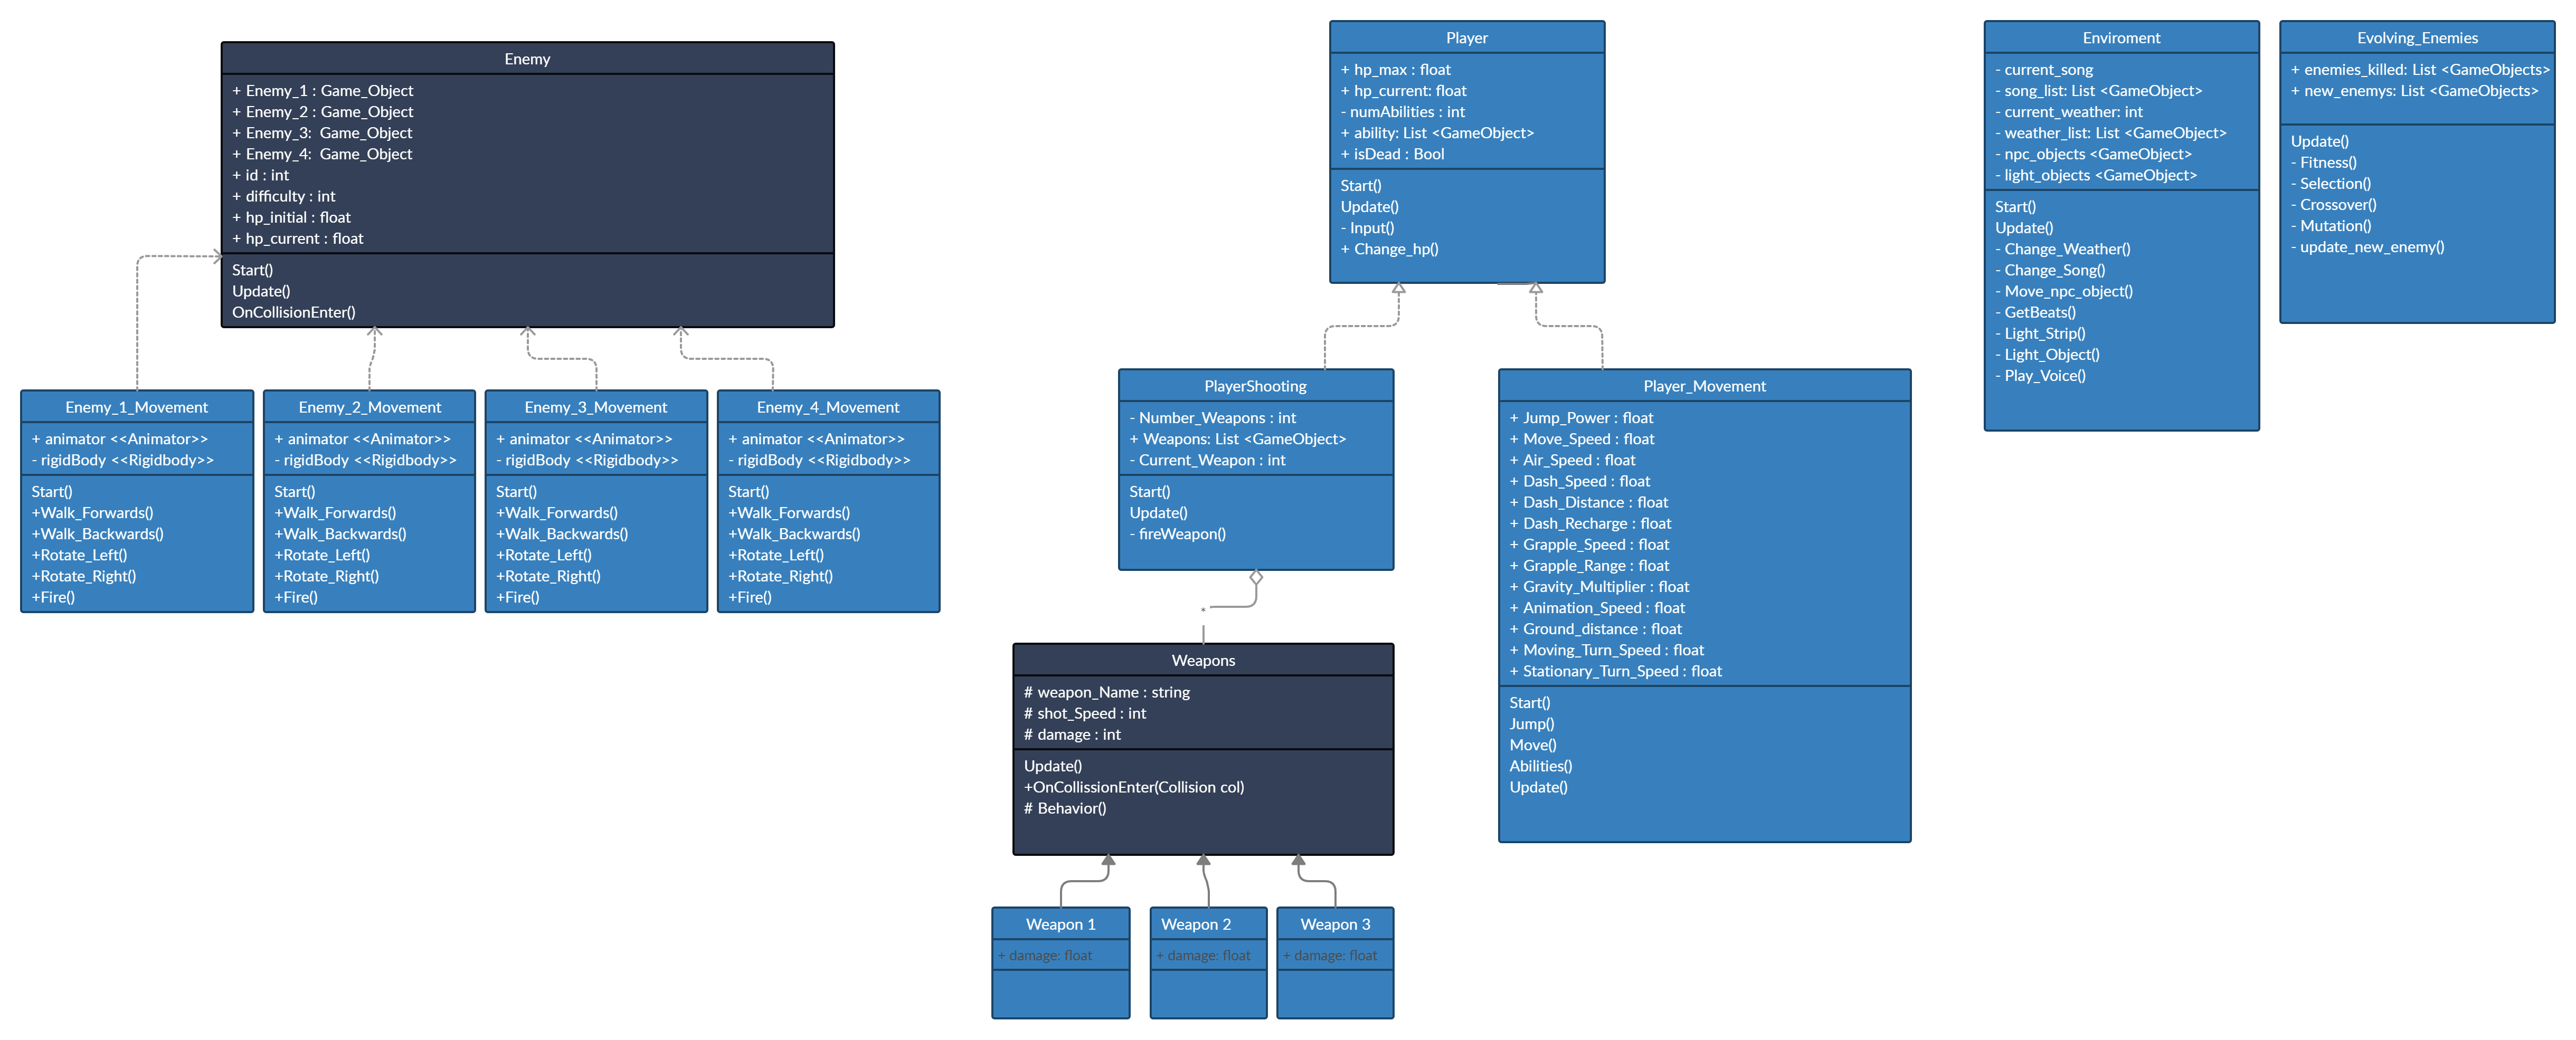 Enemy
+ Enemy_1 : Game_Object
+ Enemy_2 : Game_Object
+ Enemy_3:  Game_Object
+ Enemy_4:  Game_Object
+ id : int
+ difficulty : int
+ hp_initial : float
+ hp_current : float
Start()
Update()
OnCollisionEnter()
Enemy_1_Movement
+ animator <<Animator>>
- rigidBody <<Rigidbody>>
Start()
+Walk_Forwards()
+Walk_Backwards()
+Rotate_Left()
+Rotate_Right()
+Fire()
Enemy_2_Movement
+ animator <<Animator>>
- rigidBody <<Rigidbody>>
Start()
+Walk_Forwards()
+Walk_Backwards()
+Rotate_Left()
+Rotate_Right()
+Fire()
Enemy_3_Movement
+ animator <<Animator>>
- rigidBody <<Rigidbody>>
Start()
+Walk_Forwards()
+Walk_Backwards()
+Rotate_Left()
+Rotate_Right()
+Fire()
Enemy_4_Movement
+ animator <<Animator>>
- rigidBody <<Rigidbody>>
Start()
+Walk_Forwards()
+Walk_Backwards()
+Rotate_Left()
+Rotate_Right()
+Fire()
Player
+ hp_max : float
+ hp_current: float
- numAbilities : int
+ ability: List <GameObject>
+ isDead : Bool
Start()
Update()
- Input()
+ Change_hp()
PlayerShooting
- Number_Weapons : int
+ Weapons: List <GameObject>
- Current_Weapon : int
Start()
Update()
- fireWeapon()
*
Weapons
# weapon_Name : string
# shot_Speed : int
# damage : int
Update()
+OnCollissionEnter(Collision col)
# Behavior()
Weapon 1
+ damage: float
Weapon 2
+ damage: float
Weapon 3
+ damage: float
Player_Movement
+ Jump_Power : float
+ Move_Speed : float
+ Air_Speed : float
+ Dash_Speed : float
+ Dash_Distance : float
+ Dash_Recharge : float
+ Grapple_Speed : float
+ Grapple_Range : float
+ Gravity_Multiplier : float
+ Animation_Speed : float
+ Ground_distance : float
+ Moving_Turn_Speed : float
+ Stationary_Turn_Speed : float
Start()
Jump()
Move()
Abilities()
Update()
Enviroment
- current_song
- song_list: List <GameObject>
- current_weather: int
- weather_list: List <GameObject>
- npc_objects <GameObject>
- light_objects <GameObject>
Start()
Update()
- Change_Weather()
- Change_Song()
- Move_npc_object()
- GetBeats()
- Light_Strip()
- Light_Object()
- Play_Voice()
Evolving_Enemies
+ enemies_killed: List <GameObjects>
+ new_enemys: List <GameObjects>
Update()
- Fitness()
- Selection()
- Crossover()
- Mutation()
- update_new_enemy()